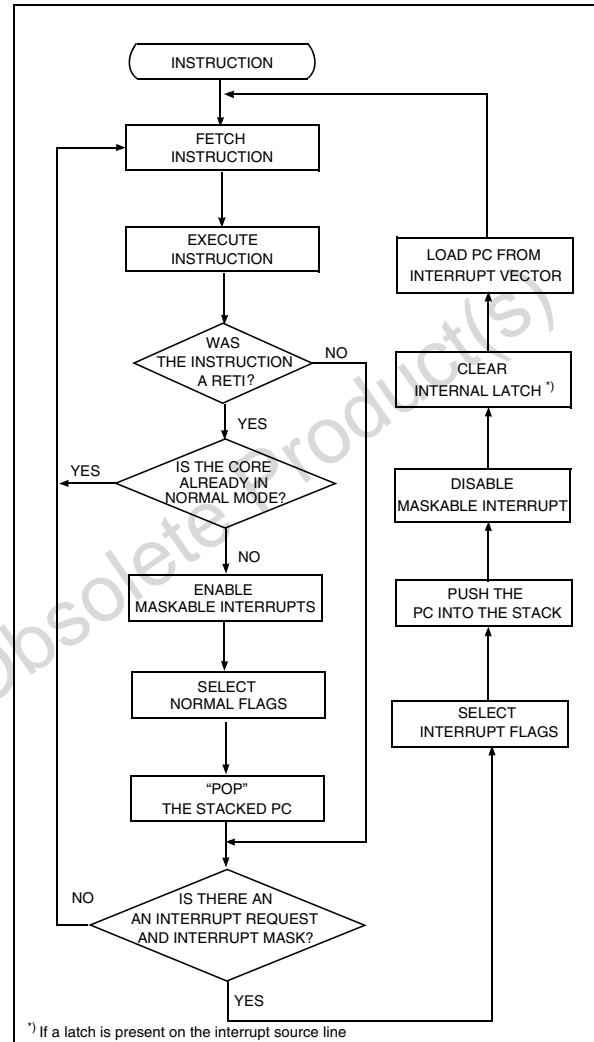 INSTRUCTION
FETCH
INSTRUCTION
EXECUTE
INSTRUCTION
WAS
THE INSTRUCTION
A RETI?
NO
YES
IS THE CORE
ALREADY IN
NORMAL MODE?
YES
NO
ENABLE
MASKABLE INTERRUPTS
SELECT
NORMAL FLAGS
“POP”
THE STACKED PC
IS THERE AN
AN INTERRUPT REQUEST
AND INTERRUPT MASK?
NO
YES
SELECT
INTERRUPT FLAGS
PUSH THE
PC INTO THE STACK
DISABLE
MASKABLE INTERRUPT
CLEAR
INTERNAL LATCH *)
LOAD PC FROM
INTERRUPT VECTOR
*) If a latch is present on the interrupt source line
Obsolete Product(s)